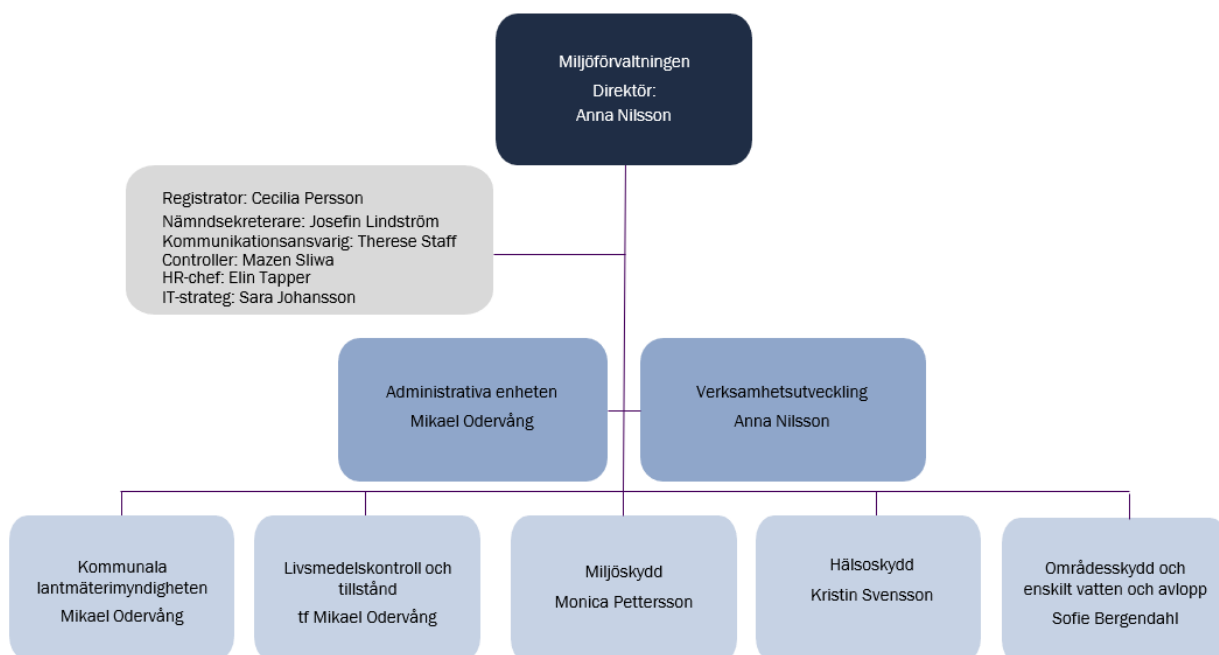 Miljöförvaltningen
Direktör:
Anna Nilsson
Registrator: Cecilia Persson
Nämndsekreterare: Josefin Lindström
Kommunikationsansvarig: Therese Staff
Controller: Mazen Sliwa
HR-chef: Elin Tapper
IT-strateg: Sara Johansson
Administrativa enheten
Mikael Odervång
Verksamhetsutveckling
Anna Nilsson
Kommunala
lantmäterimyndigheten
Mikael Odervång
Livsmedelskontroll och
tillstånd
tf Mikael Odervång
Miljöskydd
Monica Pettersson
Hälsoskydd
Kristin Svensson
Områdesskydd och
enskilt vatten och avlopp
Sofie Bergendahl